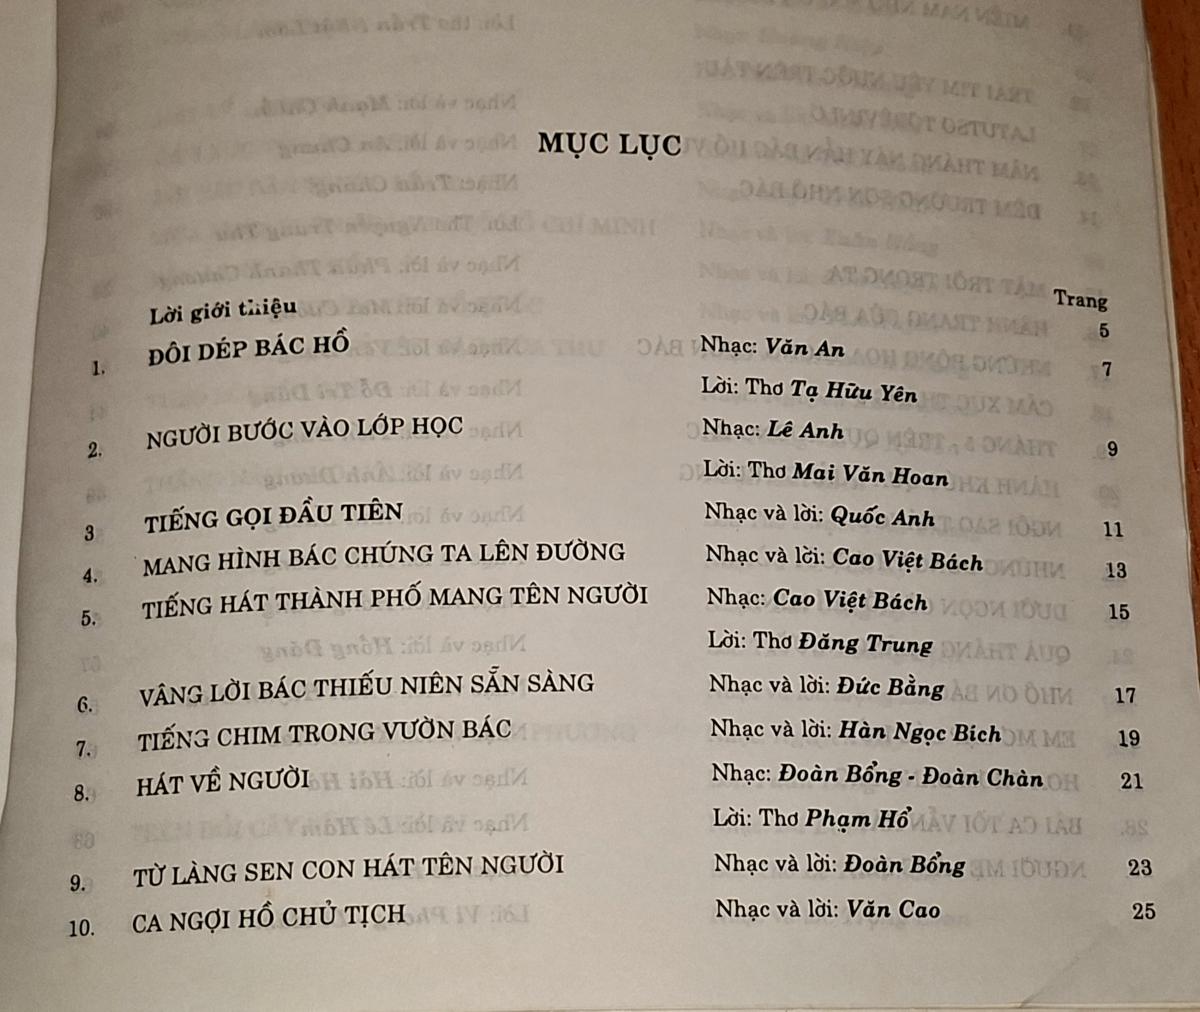 MỤC LỤC
Trang
Lời giới thiệu 5
1. ĐÔI DÉP BÁC HỒ Nhạc: Văn An 7
Lời: Thơ Tạ Hữu Yên
2. NGƯỜI BƯỚC VÀO LỚP HỌC Nhạc: Lê Anh 9
Lời: Thơ Mai Văn Hoan
3 TIẾNG GỌI ĐẦU TIÊN Nhạc và lời: Quốc Anh 11
4. MANG HÌNH BÁC CHÚNG TA LÊN ĐƯỜNG Nhạc và lời: Cao Việt Bách 13
5. TIẾNG HÁT THÀNH PHỐ MANG TÊN NGƯỜI Nhạc: Cao Việt Bách 15
Lời: Thơ Đăng Trung
6. VÂNG LỜI BÁC THIẾU NIÊN SẴN SÀNG Nhạc và lời: Đức Bằng 17
7. TIẾNG CHIM TRONG VƯỜN BÁC Nhạc và lời: Hàn Ngọc Bích 19
8. HÁT VỀ NGƯỜI Nhạc: Đoàn Bổng - Đoàn Chàn 21
Lời: Thơ Phạm Hổ
9. TỪ LÀNG SEN CON HÁT TÊN NGƯỜI Nhạc và lời: Đoàn Bổng 23
10. CA NGỢI HỒ CHỦ TỊCH Nhạc và lời: Văn Cao 25